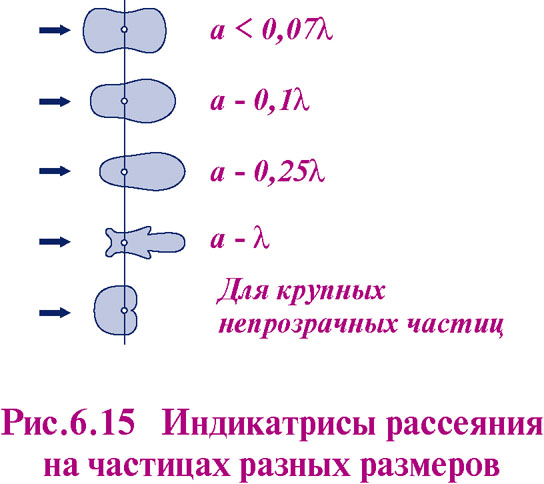 a < 0,07λ
a - 0,1λ
a - 0,25λ
a - λ
Для крупных
непрозрачных частиц
Рис.6.15 Индикатрисы рассеяния
на частицах разных размеров